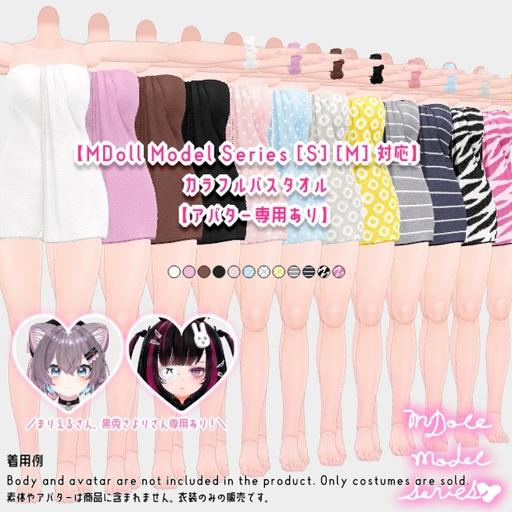 【MDoll Model Series [S] [M] 対応】
カラフルバスタオル
【アバター専用あり】
／まりえるさん、黒兎さよりさん専用あり！＼
MDoll
Model
Series
着用例
Body and avatar are not included in the product. Only costumes are sold.
素体やアバターは商品に含まれません。衣装のみの販売です。